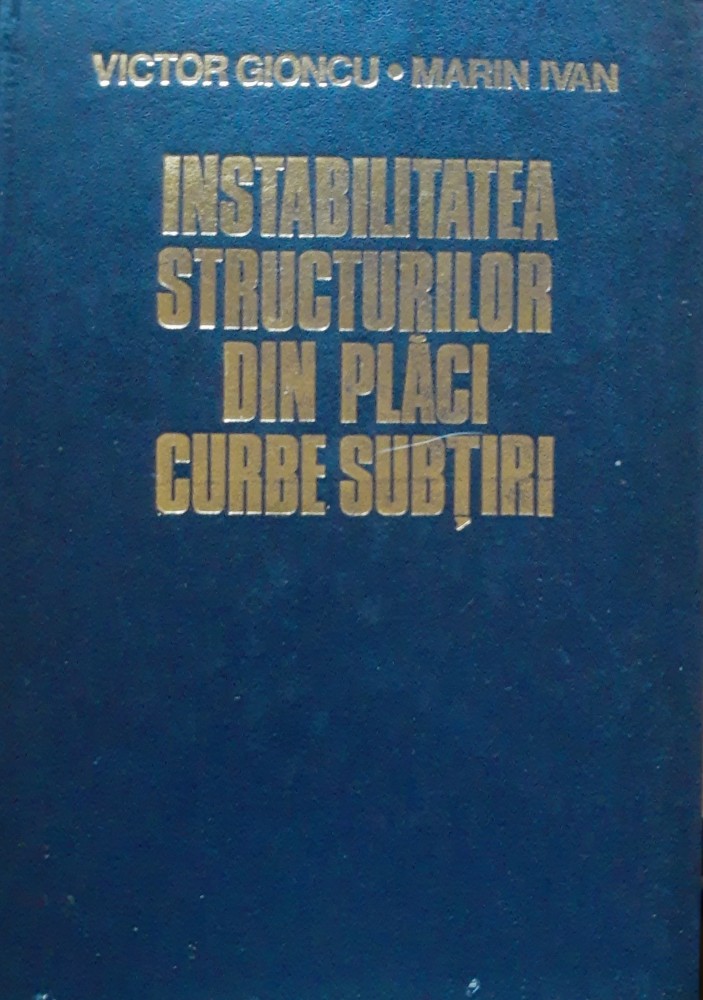 VICTOR GIONCU • MARIN IVAN
INSTABILITATEA
STRUCTURILOR
DIN PLĂCI
CURBE SUBȚIRI